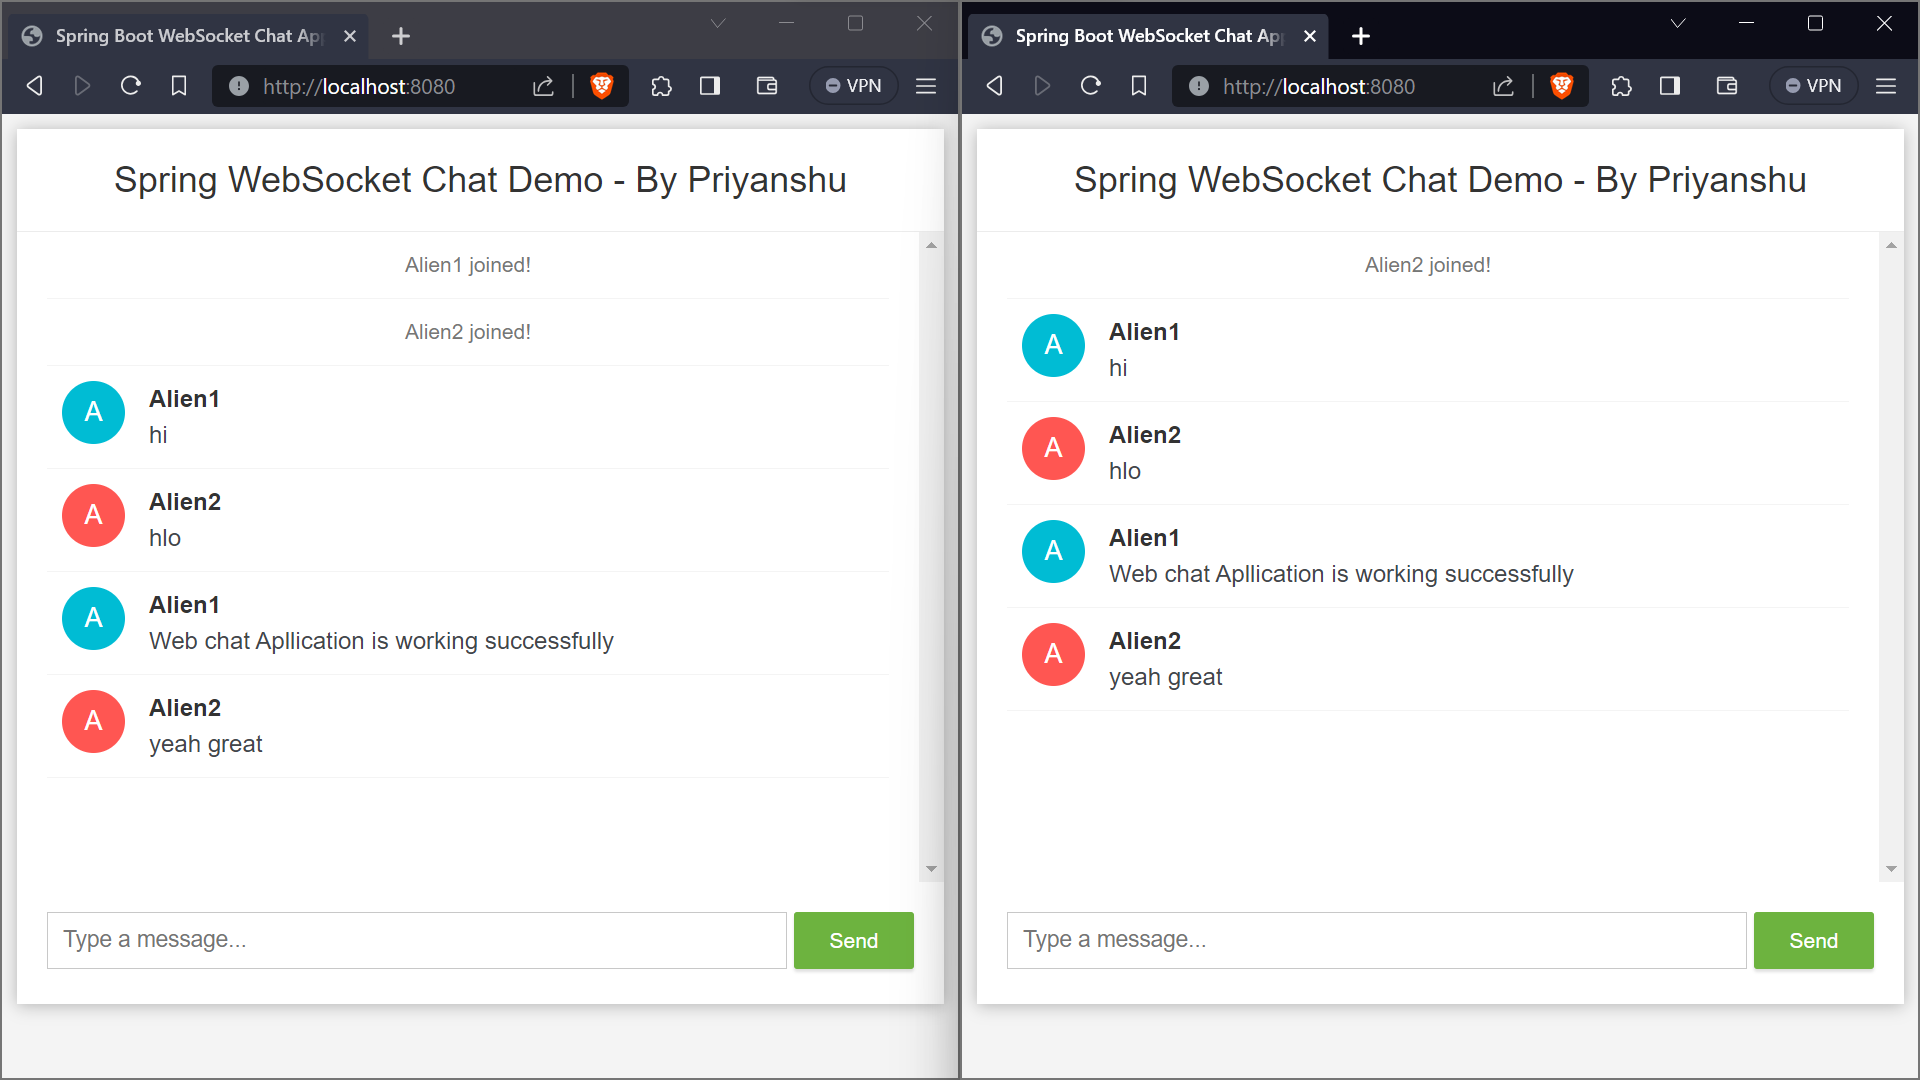 Spring Boot WebSocket Chat Ap
http://localhost:8080
VPN
Spring WebSocket Chat Demo - By Priyanshu
Alien1 joined!
Alien2 joined!
A
Alien1
hi
A
Alien2
hlo
A
Alien1
Web chat Apllication is working successfully
A
Alien2
yeah great
Type a message...
Send
Spring Boot WebSocket Chat Ap
http://localhost:8080
VPN
Spring WebSocket Chat Demo - By Priyanshu
Alien2 joined!
A
Alien1
hi
A
Alien2
hlo
A
Alien1
Web chat Apllication is working successfully
A
Alien2
yeah great
Type a message...
Send